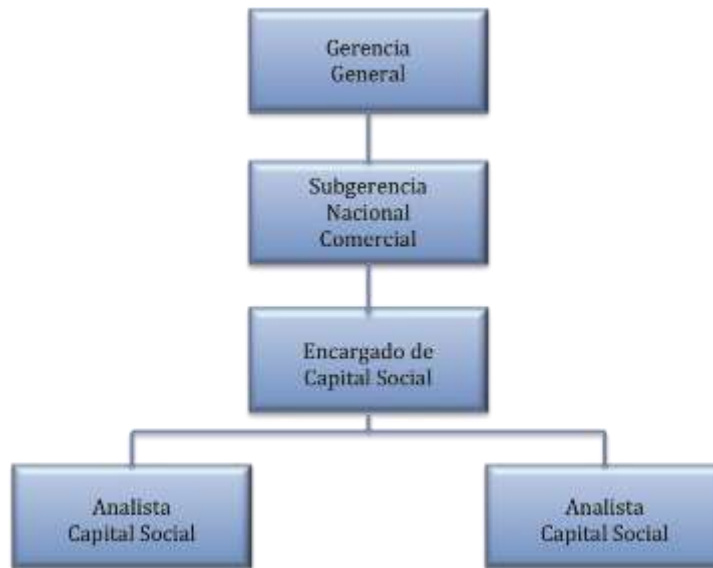 Gerencia
General
Subgerencia
Nacional
Comercial
Encargado de
Capital Social
Analista
Capital Social
Analista
Capital Social